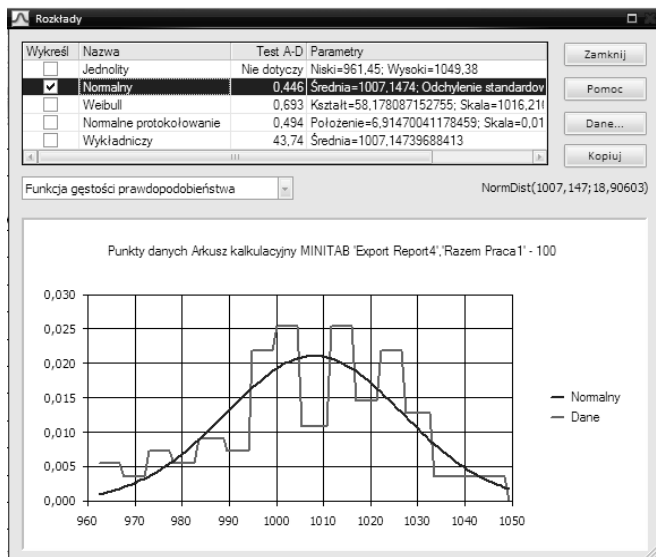 Rozkłady
Wykreśl Nazwa Test A-D Parametry
Jednolity Nie dotyczy Niski=961,45; Wysoki=1049,38
Normalny 0,446 Średnia=1007,1474; Odchylenie standardow
Weibull 0,693 Kształt=58,178087152755; Skala=1016,21
Normalne protokołowanie 0,494 Położenie=6,91470041178459; Skala=0,01
Wykładniczy 43,74 Średnia=1007,14739688413
Zamknij
Pomoc
Dane...
Kopiuj
Funkcja gęstości prawdopodobieństwa
NormDist(1007,147;18,90603)
Punkty danych Arkusz kalkulacyjny MINITAB 'Export Report4','Razem Praca1' - 100
0,030
0,025
0,020
0,015
0,010
0,005
0,000
960 970 980 990 1000 1010 1020 1030 1040 1050
Normalny
Dane